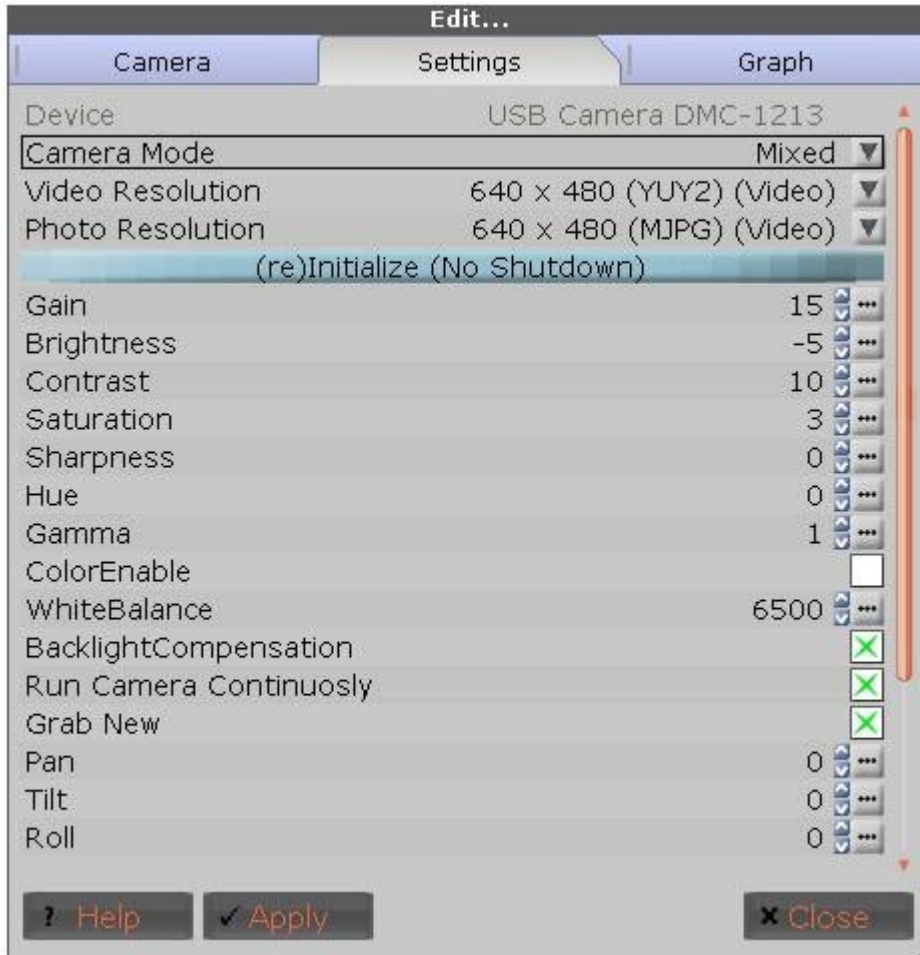 Edit...
Camera Settings Graph
Device USB Camera DMC-1213
Camera Mode Mixed
Video Resolution 640 x 480 (YUY2) (Video)
Photo Resolution 640 x 480 (MJPG) (Video)
(re)Initialize (No Shutdown)
Gain 15
Brightness -5
Contrast 10
Saturation 3
Sharpness 0
Hue 0
Gamma 1
ColorEnable
WhiteBalance 6500
BacklightCompensation
Run Camera Continuosly
Grab New
Pan 0
Tilt 0
Roll 0
? Help Apply Close